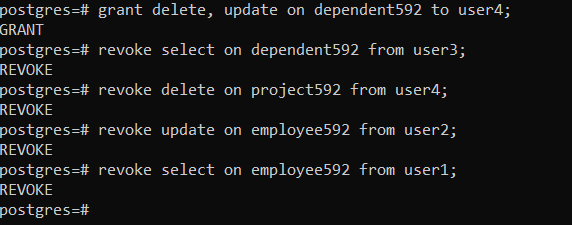 postgres=# grant delete, update on dependent592 to user4;
GRANT
postgres=# revoke select on dependent592 from user3;
REVOKE
postgres=# revoke delete on project592 from user4;
REVOKE
postgres=# revoke update on employee592 from user2;
REVOKE
postgres=# revoke select on employee592 from user1;
REVOKE
postgres=#